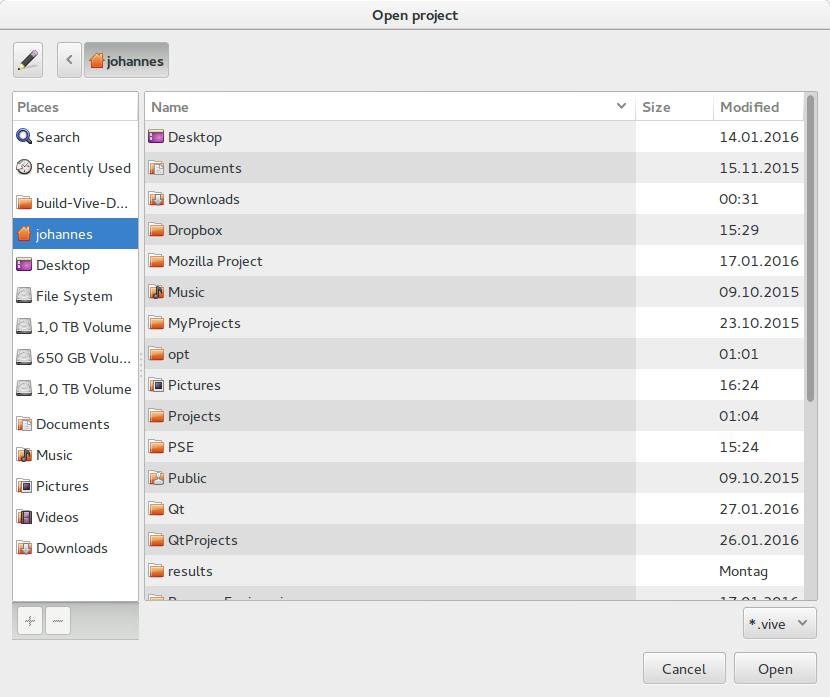 Open project
johannes
Places
Search
Recently Used
build-Vive-D...
johannes
Desktop
File System
1,0 TB Volume
650 GB Volu...
1,0 TB Volume
Documents
Music
Pictures
Videos
Downloads
Name Size Modified
Desktop 14.01.2016
Documents 15.11.2015
Downloads 00:31
Dropbox 15:29
Mozilla Project 17.01.2016
Music 09.10.2015
MyProjects 23.10.2015
opt 01:01
Pictures 16:24
Projects 01:04
PSE 15:24
Public 09.10.2015
Qt 27.01.2016
QtProjects 26.01.2016
results Montag
17.01.2016
*.vive
Cancel Open